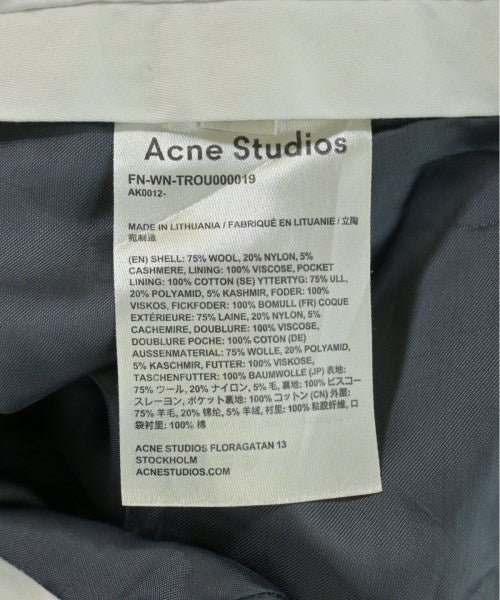 Acne Studios
FN-WN-TROU000019
AK0012-
MADE IN LITHUANIA / FABRIQUÉ EN LITUANIE / 立陶
宛制造
(EN) SHELL: 75% WOOL, 20% NYLON, 5%
CASHMERE, LINING: 100% VISCOSE, POCKET
LINING: 100% COTTON (SE) YTTERTYG: 75% ULL,
20% POLYAMID, 5% KASHMIR, FODER: 100%
VISKOS, FICKFODER: 100% BOMULL (FR) COQUE
EXTÉRIEURE: 75% LAINE, 20% NYLON, 5%
CACHEMIRE, DOUBLURE: 100% VISCOSE,
DOUBLURE POCHE: 100% COTON (DE)
AUSSENMATERIAL: 75% WOLLE, 20% POLYAMID,
5% KASCHMIR, FUTTER: 100% VISKOSE,
TASCHENFUTTER: 100% BAUMWOLLE (JP) 表地:
75% ウール, 20% ナイロン, 5% 毛, 裏地: 100% ビスコー
スレーヨン, ポケット裏地: 100% コットン (CN) 外层:
75% 羊毛, 20% 锦纶, 5% 羊绒, 衬里: 100% 粘胶纤维, 口
袋衬里: 100% 棉
ACNE STUDIOS FLORAGATAN 13
STOCKHOLM
ACNESTUDIOS.COM